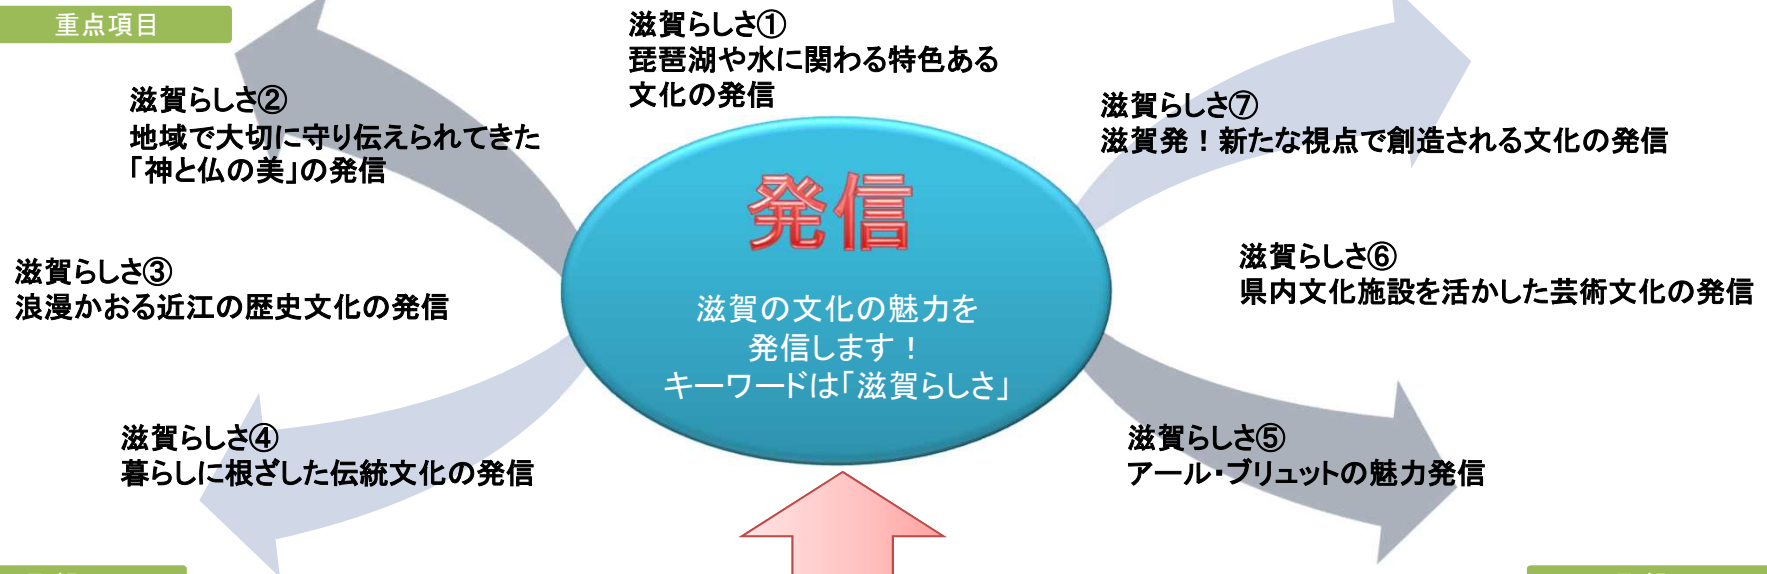 重点項目
滋賀らしさ①
琵琶湖や水に関わる特色ある
文化の発信
滋賀らしさ②
地域で大切に守り伝えられてきた
「神と仏の美」の発信
滋賀らしさ⑦
滋賀発！新たな視点で創造される文化の発信
発信
滋賀の文化の魅力を
発信します！
キーワードは「滋賀らしさ」
滋賀らしさ③
浪漫かおる近江の歴史文化の発信
滋賀らしさ⑥
県内文化施設を活かした芸術文化の発信
滋賀らしさ④
暮らしに根ざした伝統文化の発信
滋賀らしさ⑤
アール・ブリュットの魅力発信